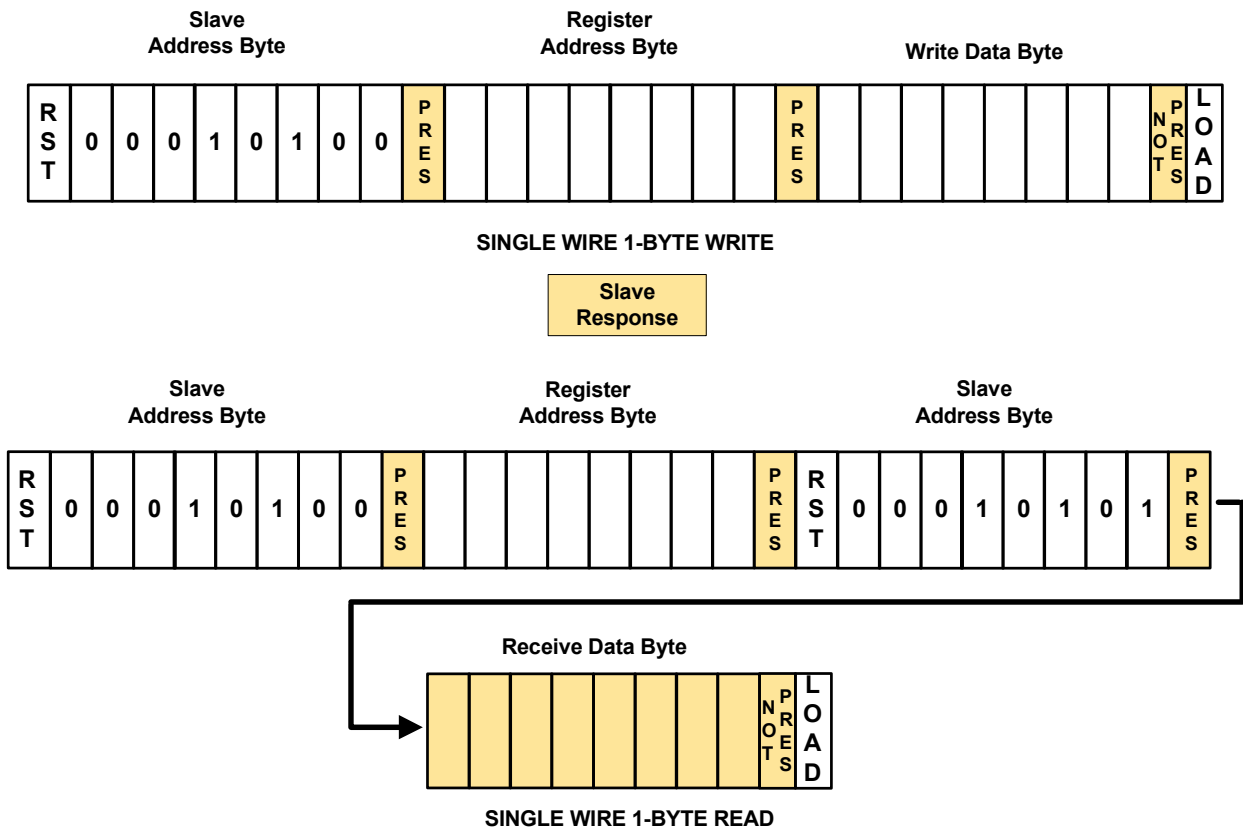 Slave
Address Byte
Register
Address Byte
Write Data Byte
RST 0 0 0 1 0 1 0 0 PRES PRES NOT PRES LOAD
SINGLE WIRE 1-BYTE WRITE
Slave
Response
Slave
Address Byte
Register
Address Byte
Slave
Address Byte
RST 0 0 0 1 0 1 0 0 PRES PRES RST 0 0 0 1 0 1 0 1 PRES
Receive Data Byte
NOT PRES LOAD
SINGLE WIRE 1-BYTE READ